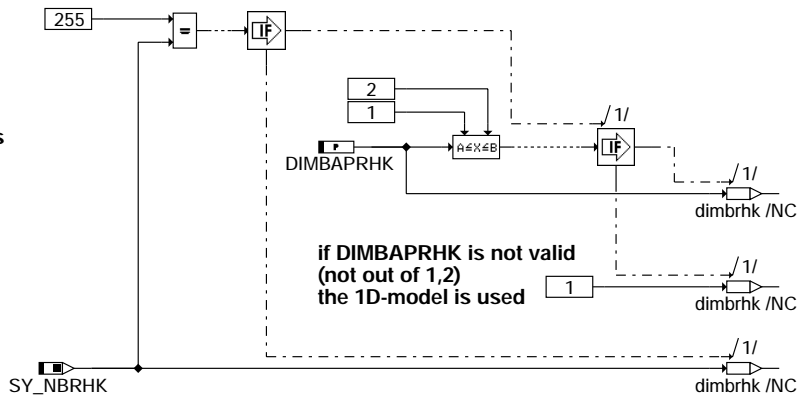 255
=
IF
2
1
/1/
s
P
A≤X≤B
IF
DIMBAPRHK
/1/
dimbrhk /NC
if DIMBAPRHK is not valid
(not out of 1,2)
the 1D-model is used
1
/1/
dimbrhk /NC
/1/
SY_NBRHK
dimbrhk /NC